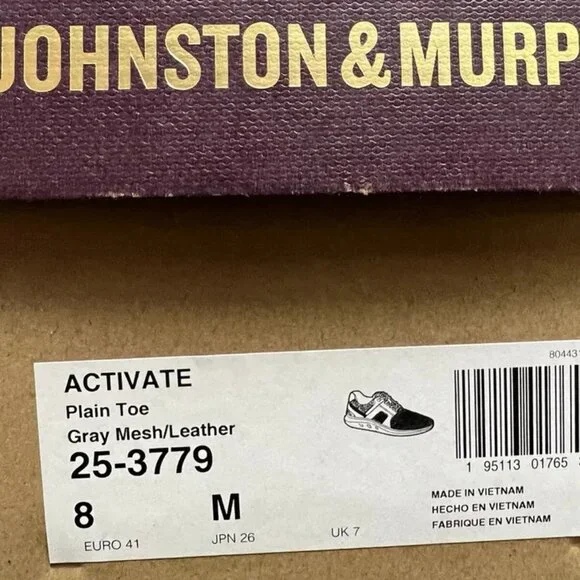 JOHNSTON & MURP
80443
ACTIVATE
Plain Toe
Gray Mesh/Leather
25-3779
8 M
EURO 41 JPN 26 UK 7
1 95113 01765
MADE IN VIETNAM
HECHO EN VIETNAM
FABRIQUE EN VIETNAM